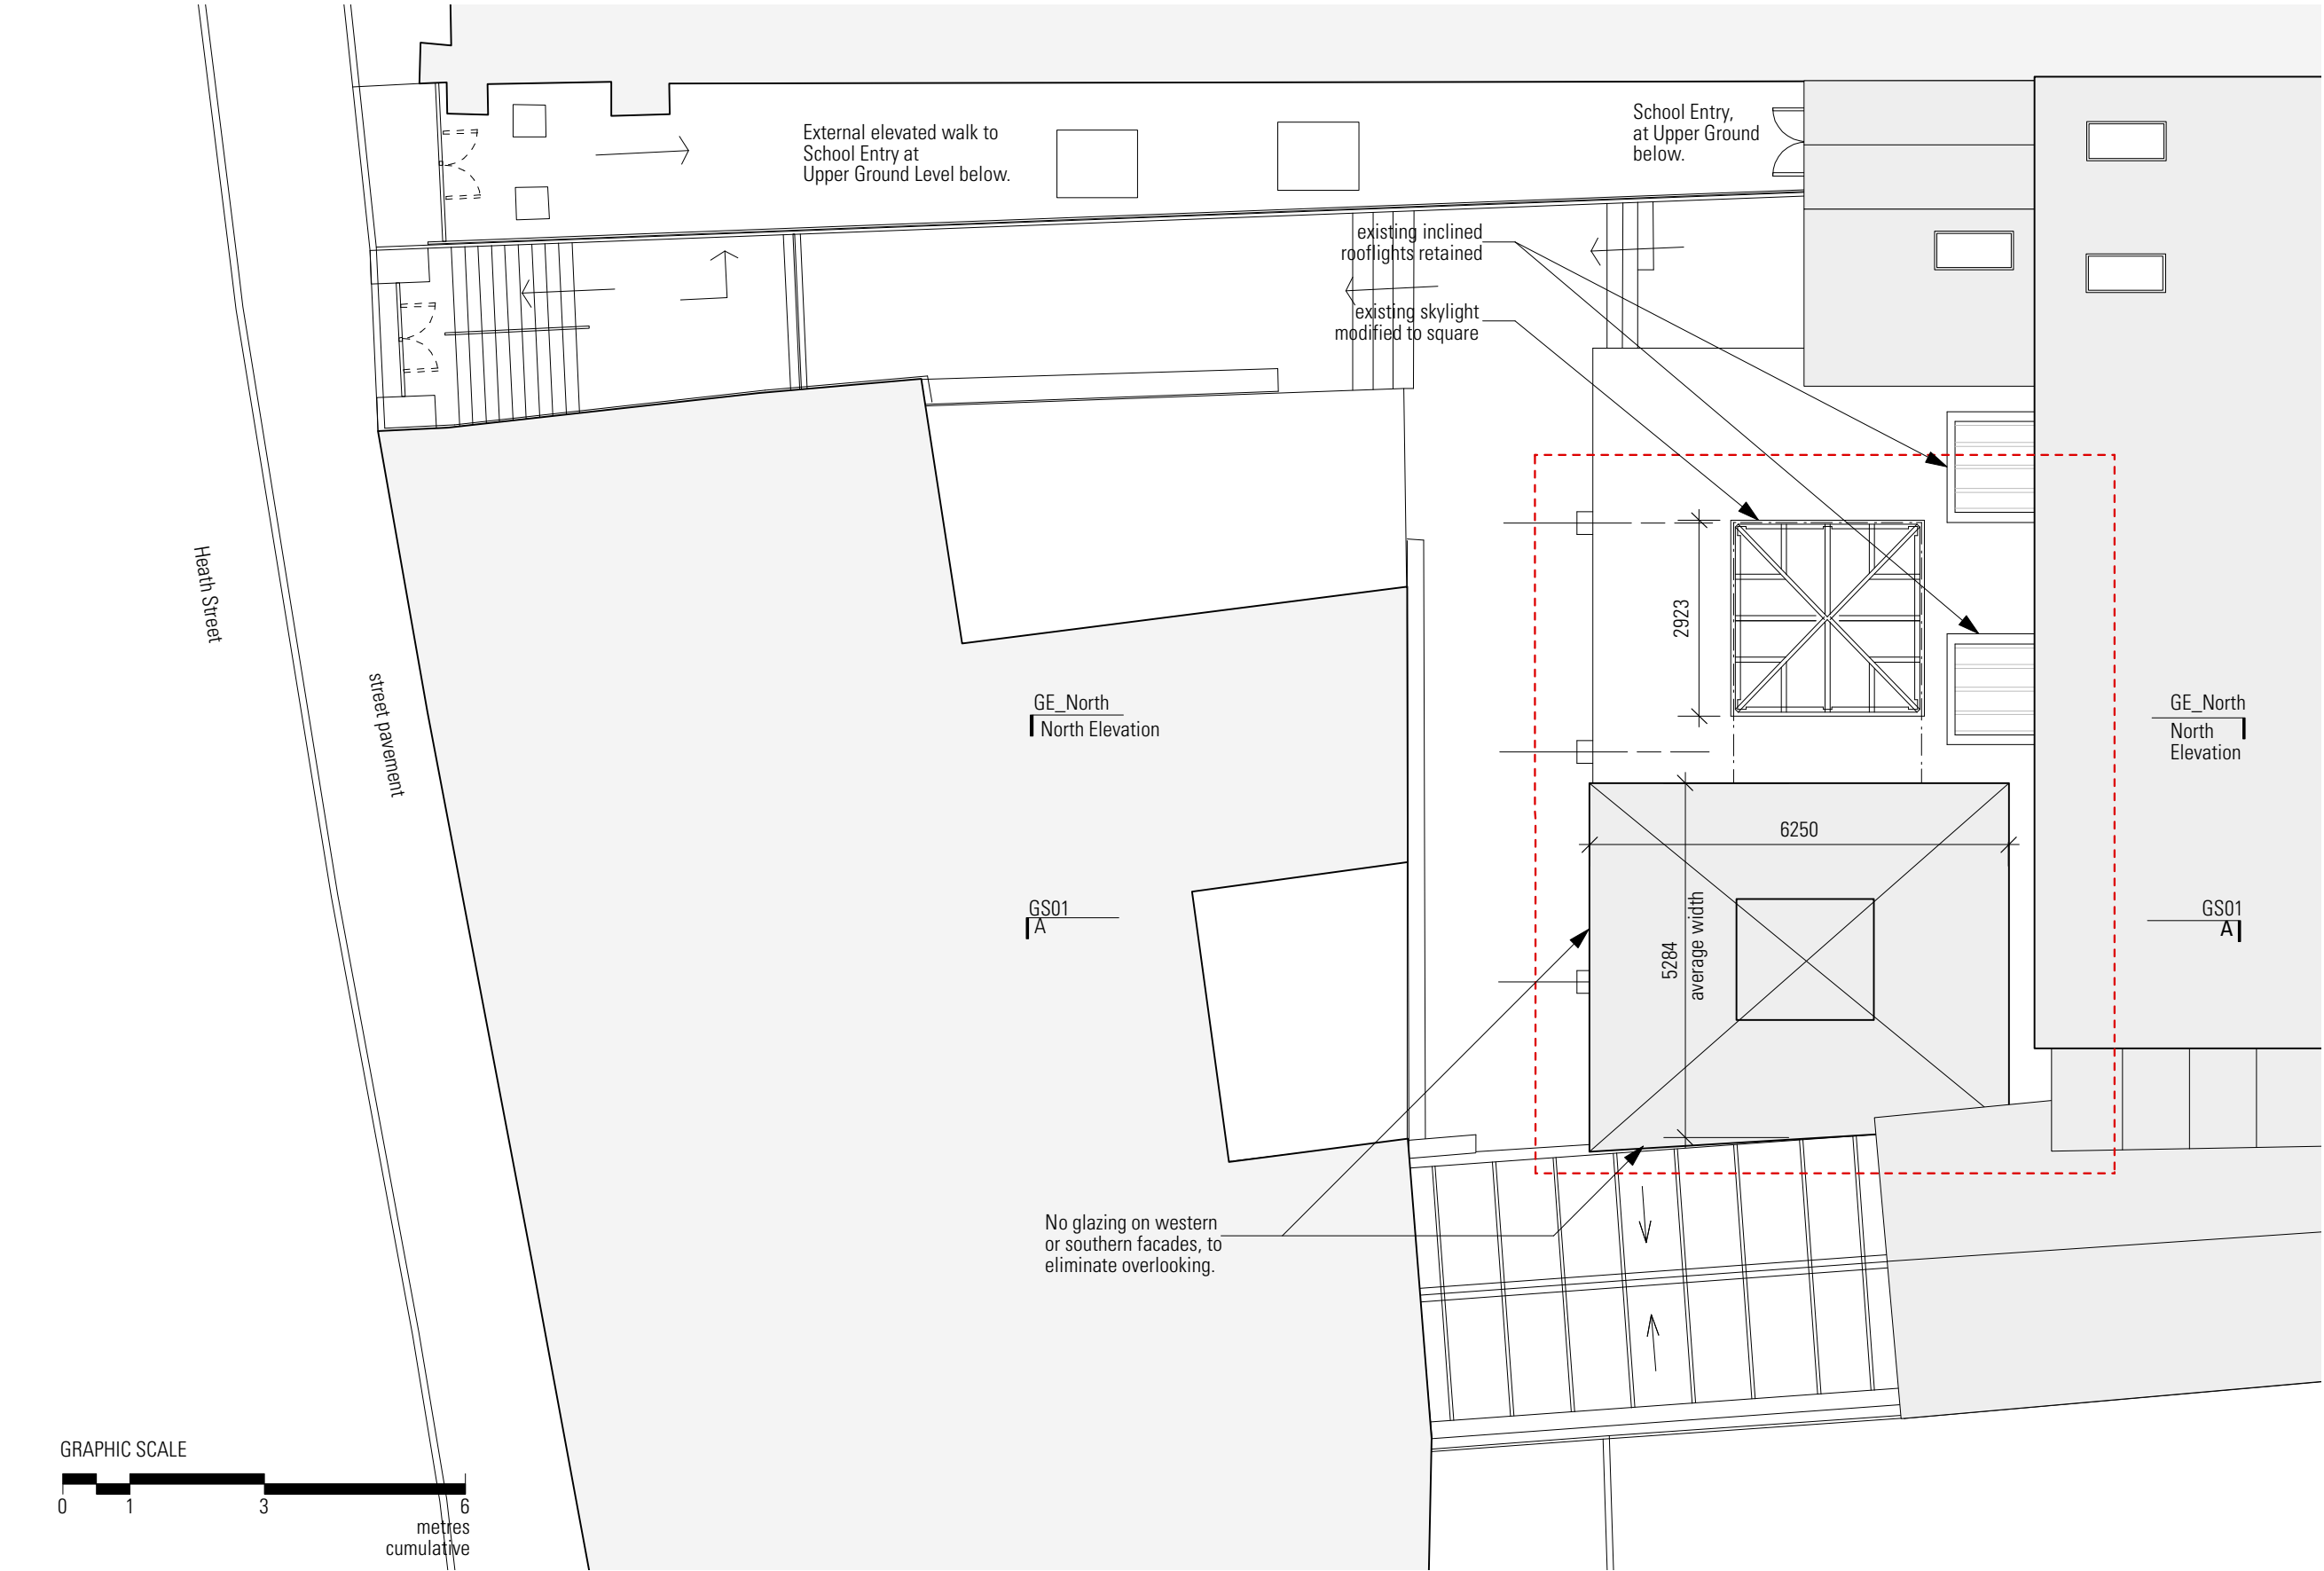 External elevated walk to
School Entry at
Upper Ground Level below.
School Entry,
at Upper Ground
below.
existing inclined
rooflights retained
existing skylight
modified to square
Heath Street
street pavement
2923
GE_North
North Elevation
GE_North
North
Elevation
6250
5284
average width
GS01
A
GS01
A
No glazing on western
or southern facades, to
eliminate overlooking.
GRAPHIC SCALE
0 1 3 6
metres
cumulative